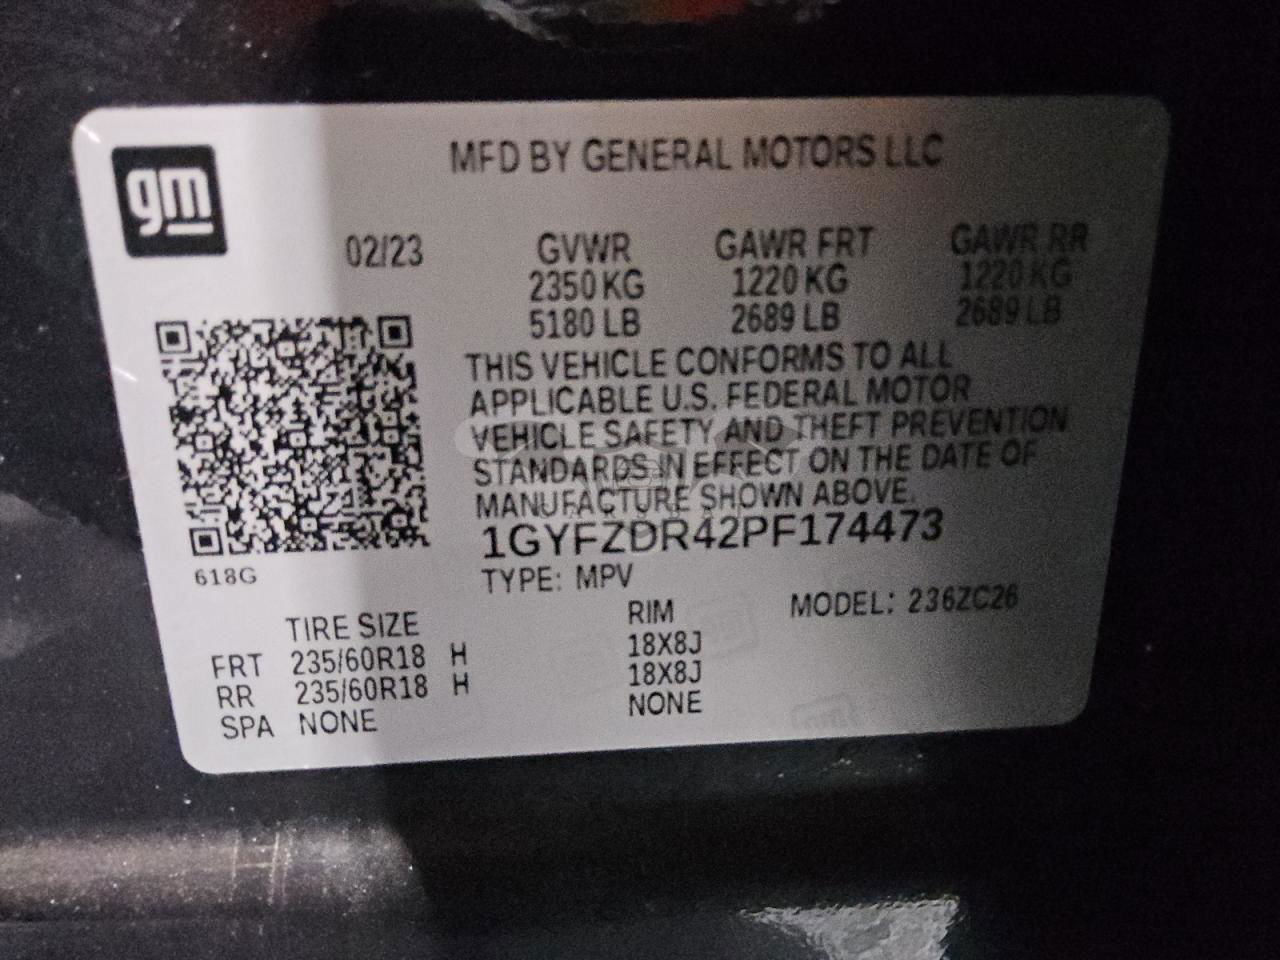 gm
MFD BY GENERAL MOTORS LLC
02/23 GVWR GAWR FRT GAWR RR
2350 KG 1220 KG 1220 KG
5180 LB 2689 LB 2689 LB
THIS VEHICLE CONFORMS TO ALL
APPLICABLE U.S. FEDERAL MOTOR
VEHICLE SAFETY AND THEFT PREVENTION
STANDARDS IN EFFECT ON THE DATE OF
MANUFACTURE SHOWN ABOVE.
1GYFZDR42PF174473
618G
TYPE: MPV
MODEL: 236ZC26
TIRE SIZE RIM
FRT 235/60R18 H 18X8J
RR 235/60R18 H 18X8J
SPA NONE NONE
gm